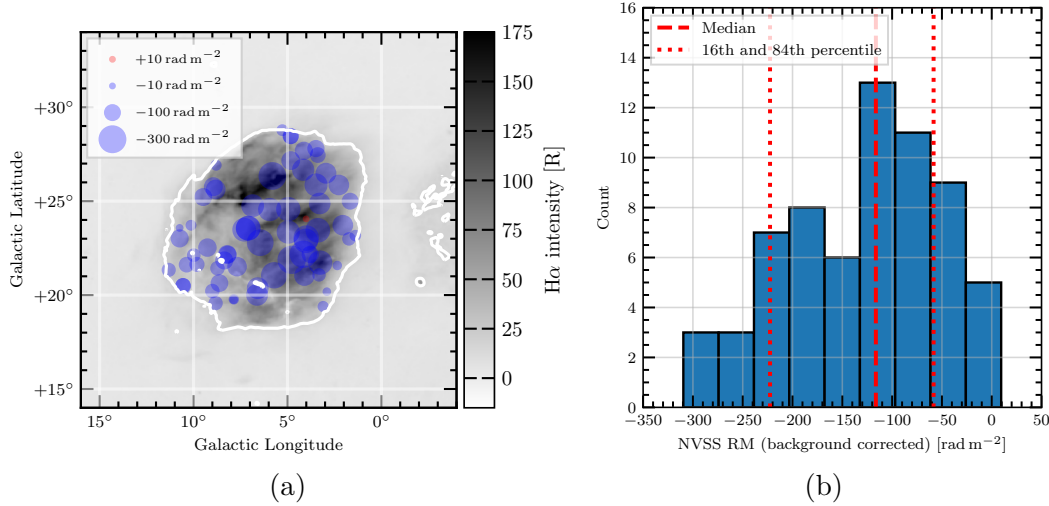 +10 rad m⁻²
−10 rad m⁻²
−100 rad m⁻²
−300 rad m⁻²
+30°
+25°
+20°
+15°
Galactic Latitude
15° 10° 5° 0°
Galactic Longitude
175
150
125
100
75
50
25
0
Hα intensity [R]
(a)
Median
16th and 84th percentile
16
14
12
10
8
6
4
2
0
Count
−350 −300 −250 −200 −150 −100 −50 0 50
NVSS RM (background corrected) [rad m⁻²]
(b)